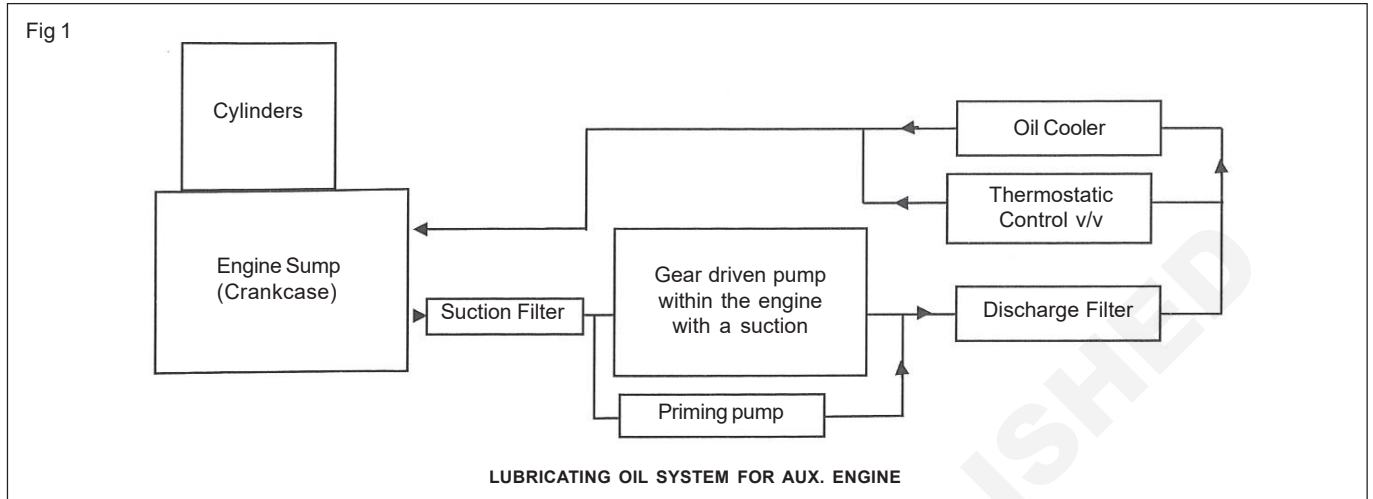 Fig 1
Cylinders
Oil Cooler
Thermostatic
Control v/v
Engine Sump
(Crankcase)
Gear driven pump
within the engine
with a suction
Suction Filter
Discharge Filter
Priming pump
LUBRICATING OIL SYSTEM FOR AUX. ENGINE
ISHED